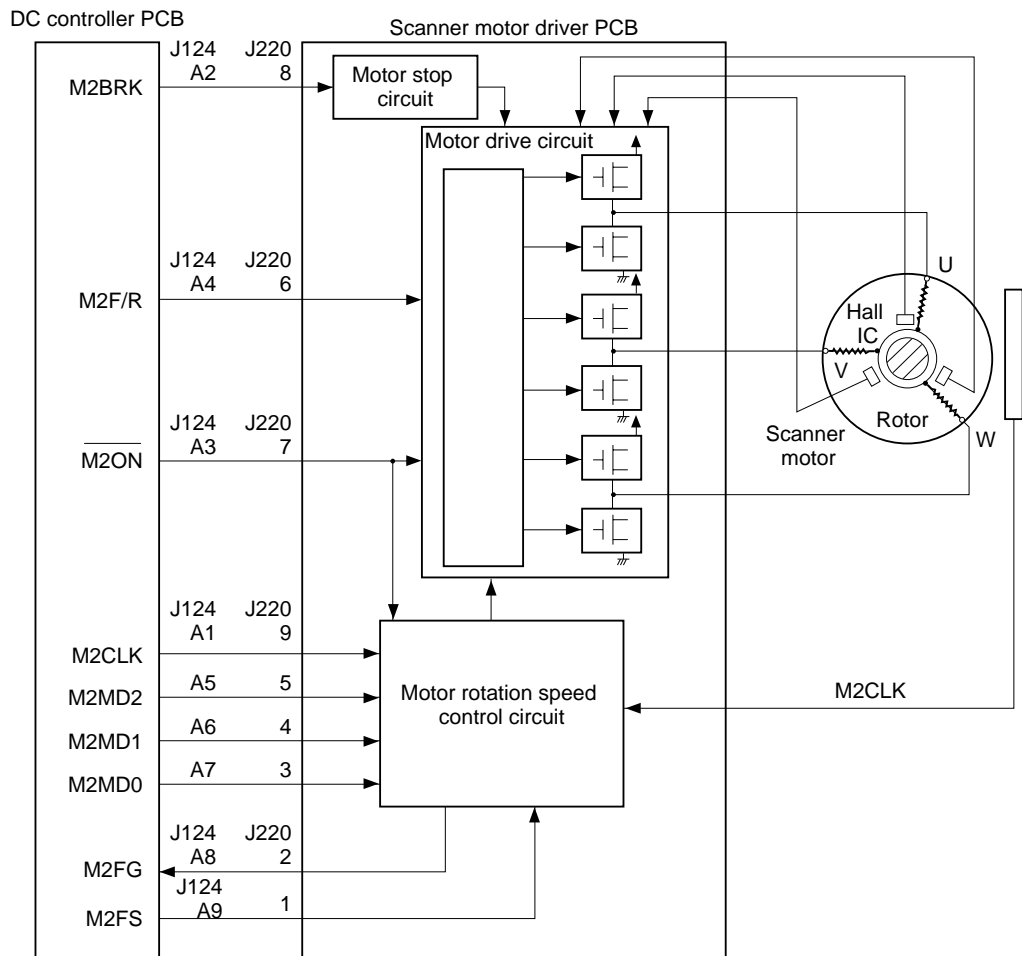 DC controller PCB
Scanner motor driver PCB
J124 J220
A2 8
M2BRK
Motor stop
circuit
Motor drive circuit
J124 J220
A4 6
M2F/R
U
Hall
IC
V
Rotor
W
Scanner
motor
J124 J220
A3 7
M2ON
J124 J220
A1 9
M2CLK
A5 5
M2MD2
A6 4
M2MD1
A7 3
M2MD0
Motor rotation speed
control circuit
M2CLK
J124 J220
A8 2
M2FG
J124
A9 1
M2FS